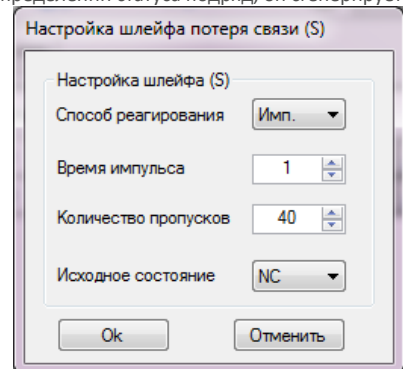 Настройка шлейфа потеря связи (S)
Настройка шлейфа (S)
Способ реагирования Имп.
Время импульса 1
Количество пропусков 40
Исходное состояние NC
Ok Отменить